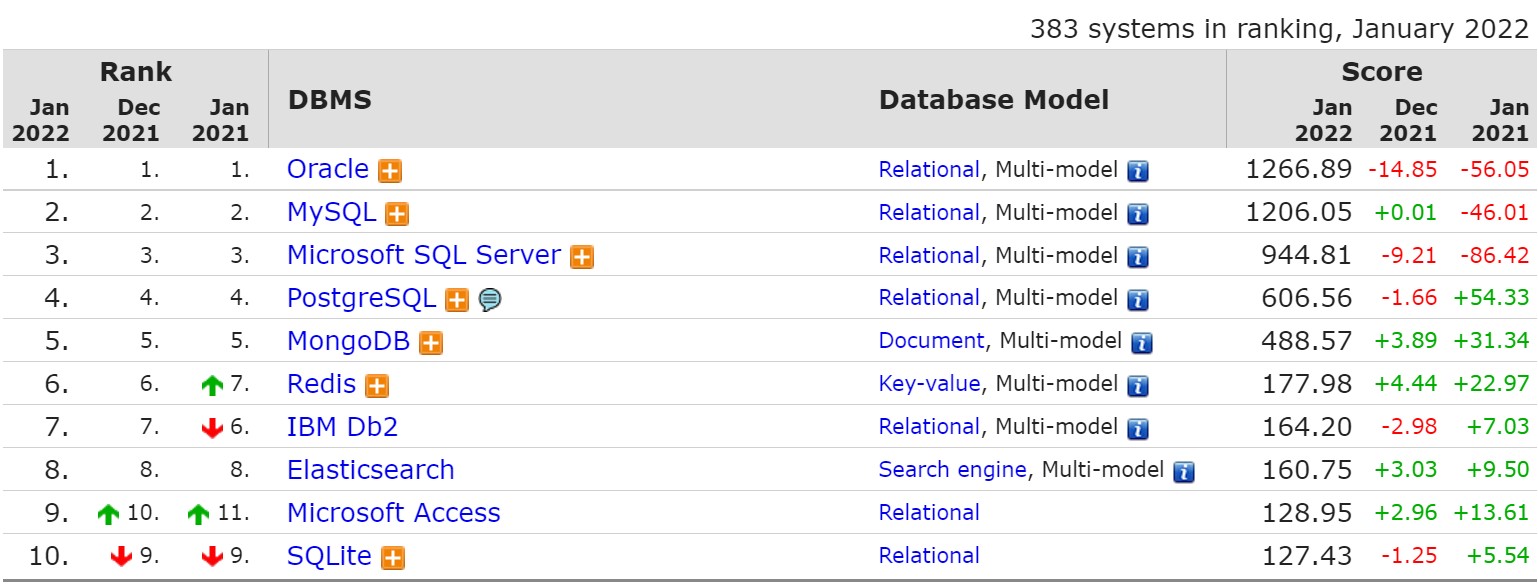 383 systems in ranking, January 2022
Rank Score
Jan Dec Jan DBMS Database Model Jan Dec Jan
2022 2021 2021 2022 2021 2021
1. 1. 1. Oracle Relational, Multi-model 1266.89 -14.85 -56.05
2. 2. 2. MySQL Relational, Multi-model 1206.05 +0.01 -46.01
3. 3. 3. Microsoft SQL Server Relational, Multi-model 944.81 -9.21 -86.42
4. 4. 4. PostgreSQL Relational, Multi-model 606.56 -1.66 +54.33
5. 5. 5. MongoDB Document, Multi-model 488.57 +3.89 +31.34
6. 6. 7. Redis Key-value, Multi-model 177.98 +4.44 +22.97
7. 7. 6. IBM Db2 Relational, Multi-model 164.20 -2.98 +7.03
8. 8. 8. Elasticsearch Search engine, Multi-model 160.75 +3.03 +9.50
9. 10. 11. Microsoft Access Relational 128.95 +2.96 +13.61
10. 9. 9. SQLite Relational 127.43 -1.25 +5.54